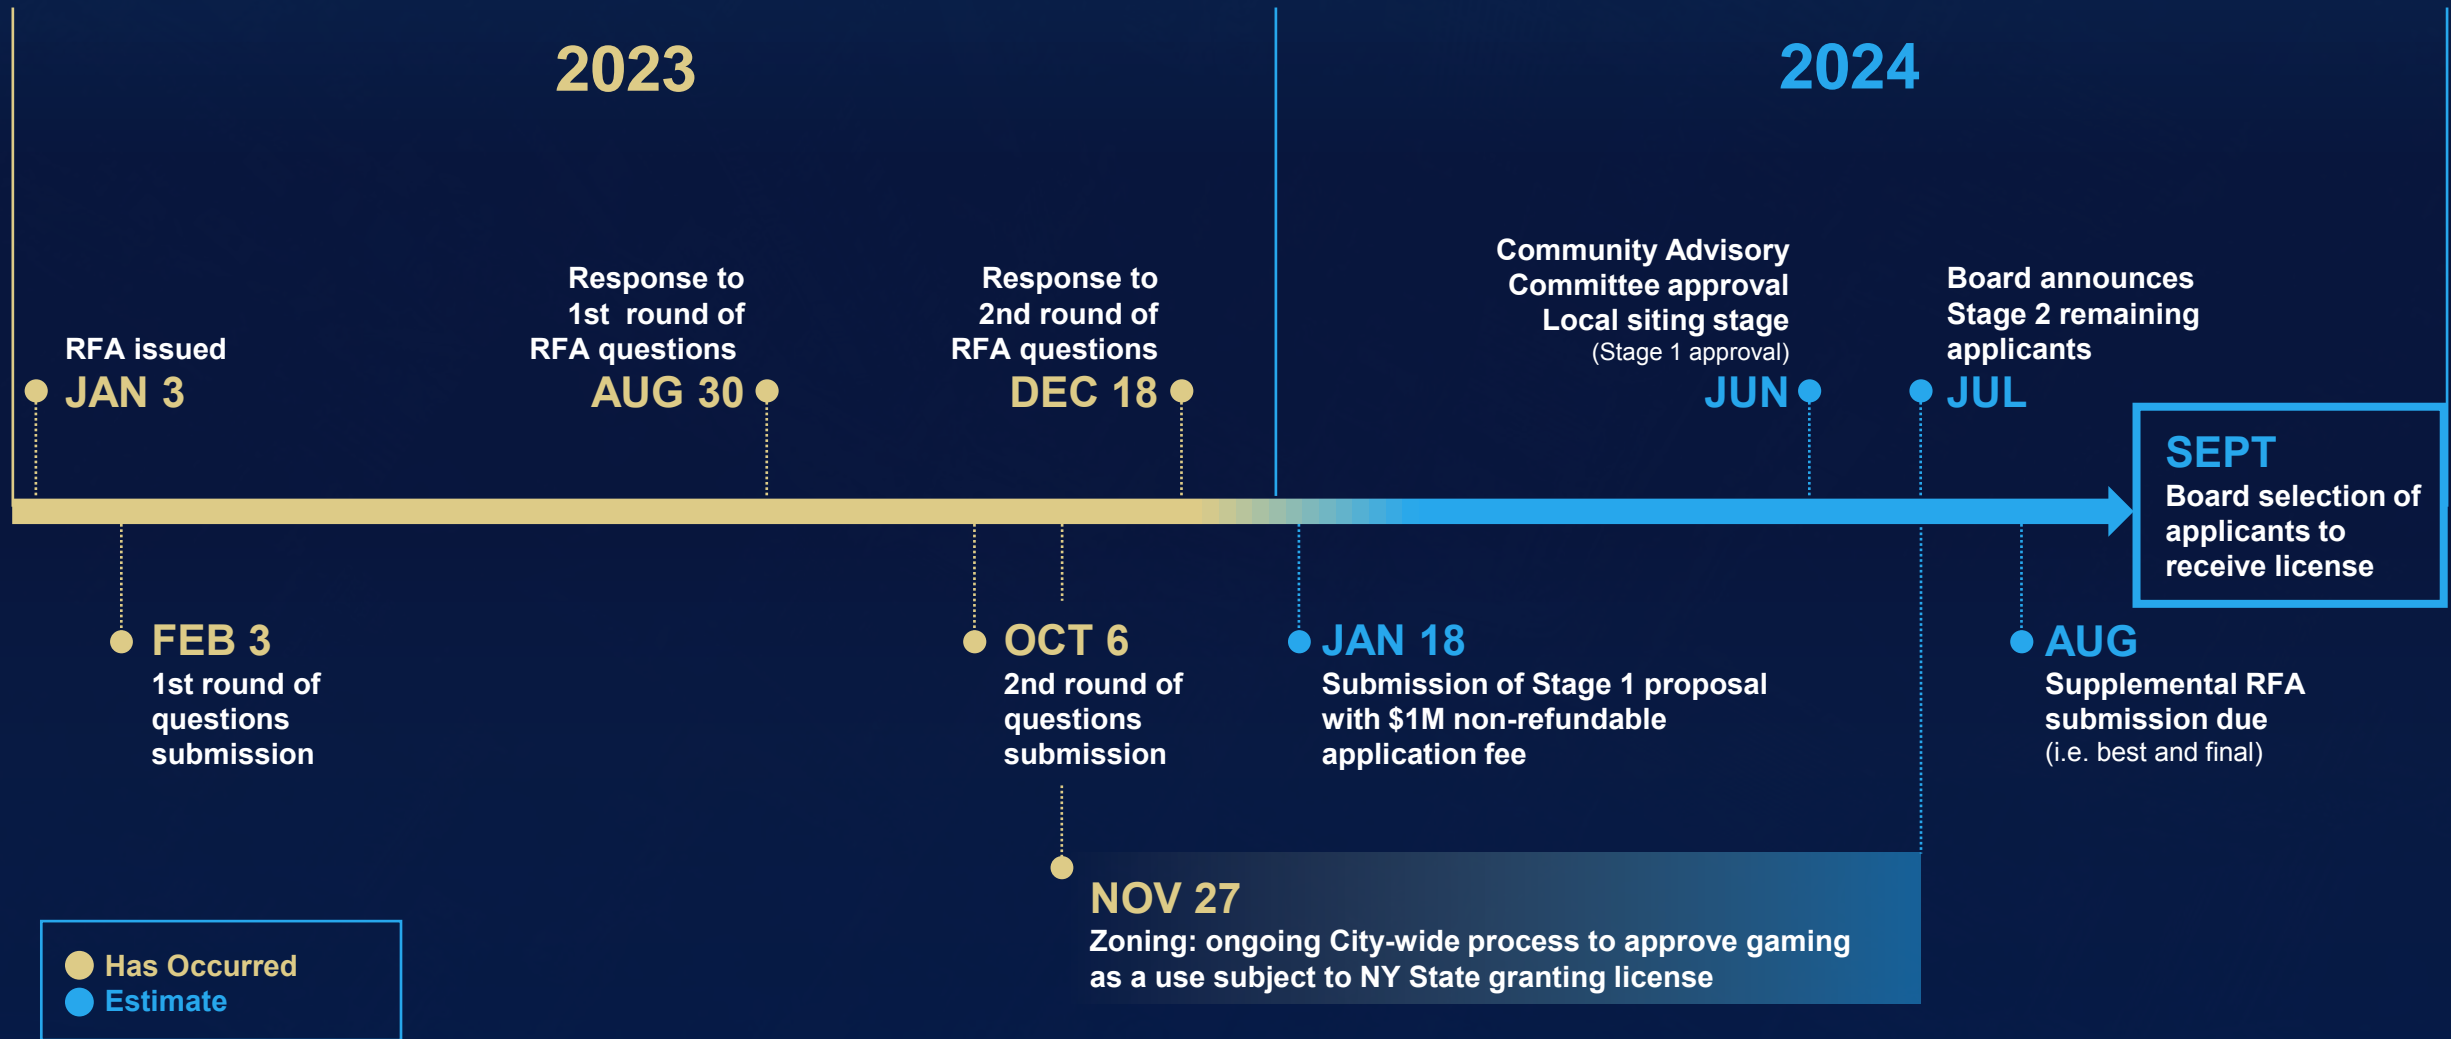 2023
2024
RFA issued
JAN 3
Response to
1st round of
RFA questions
AUG 30
Response to
2nd round of
RFA questions
DEC 18
Community Advisory
Committee approval
Local siting stage
(Stage 1 approval)
JUN
Board announces
Stage 2 remaining
applicants
JUL
SEPT
Board selection of
applicants to
receive license
FEB 3
1st round of
questions
submission
OCT 6
2nd round of
questions
submission
JAN 18
Submission of Stage 1 proposal
with $1M non-refundable
application fee
AUG
Supplemental RFA
submission due
(i.e. best and final)
NOV 27
Zoning: ongoing City-wide process to approve gaming
as a use subject to NY State granting license
Has Occurred
Estimate